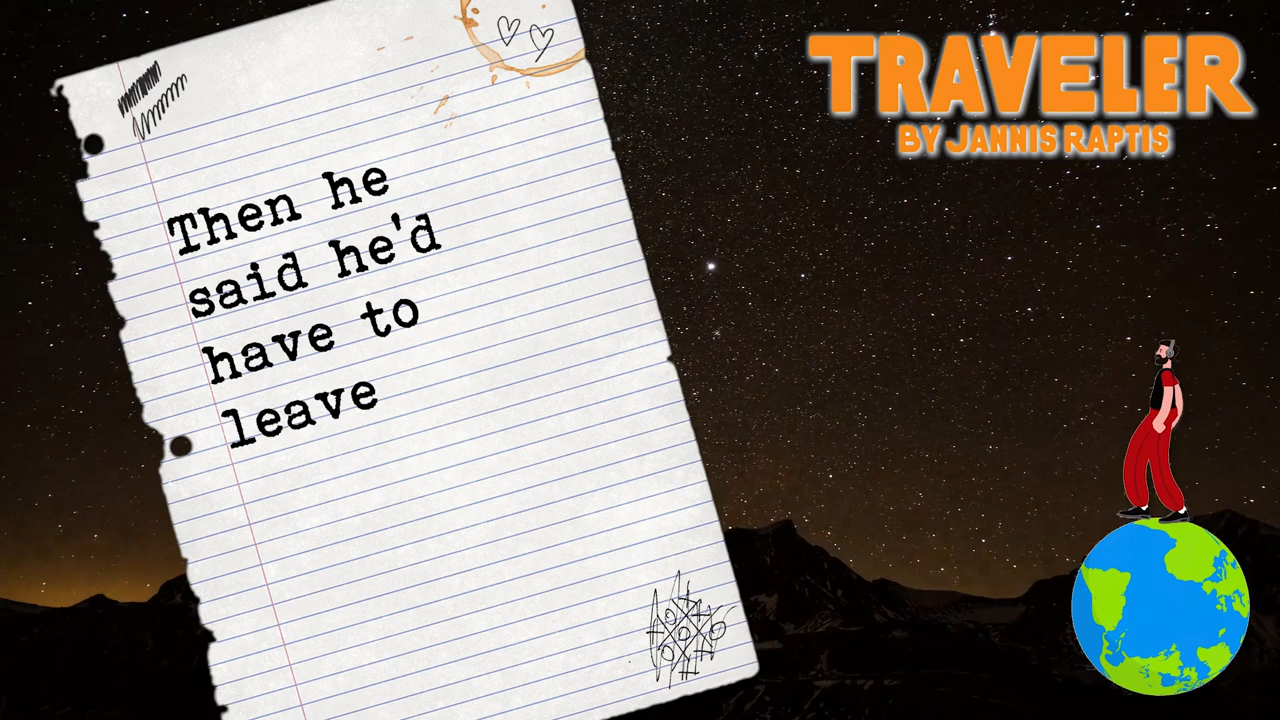 TRAVELER
BY JANNIS RAPTIS
Then he
said he'd
have to
leave